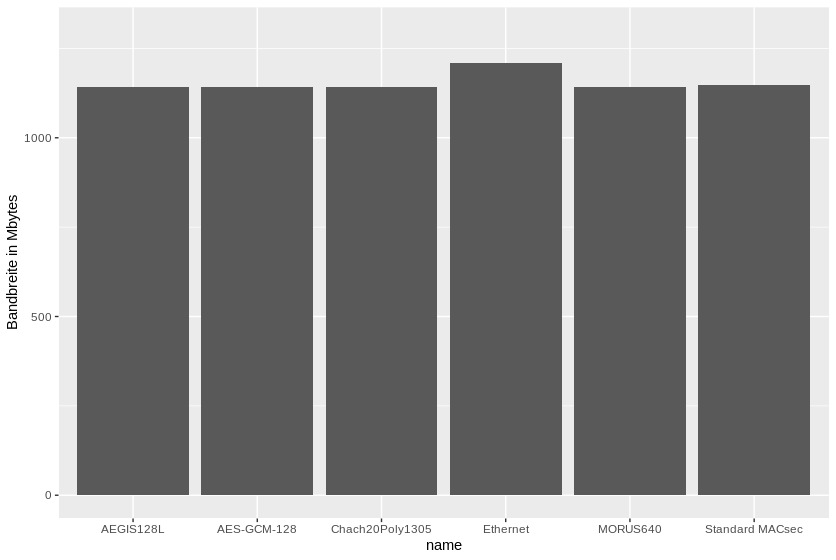 Bandbreite in Mbytes
1000
500
0
AEGIS128L AES-GCM-128 Chach20Poly1305 Ethernet MORUS640 Standard MACsec
name